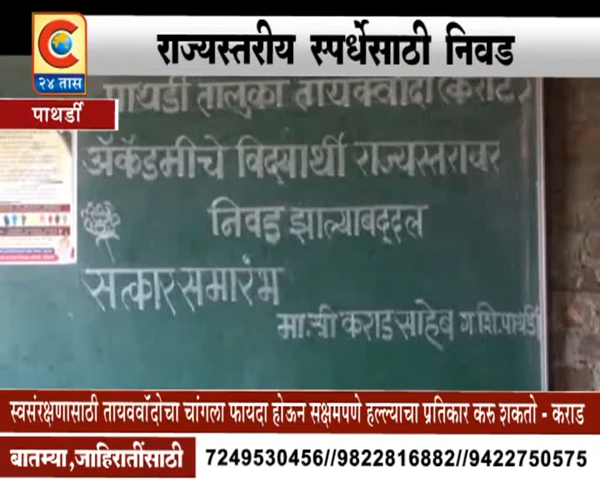 C
२४ तास
राज्यस्तरीय स्पर्धेसाठी निवड
पाथर्डी
पाथर्डी तालुका तायक्वांदो (कराटे)
ॲकॅडमीचे विद्यार्थी राज्यस्तरावर
निवड झाल्याबद्दल
सत्कार समारंभ
मा. श्री कराड साहेब ग.शि.पाथर्डी
स्वसंरक्षणासाठी तायववाँदोचा चांगला फायदा होऊन सक्षमपणे हल्ल्याचा प्रतिकार करू शकतो - कराड
बातम्या,जाहिरातींसाठी
7249530456//9822816882//9422750575